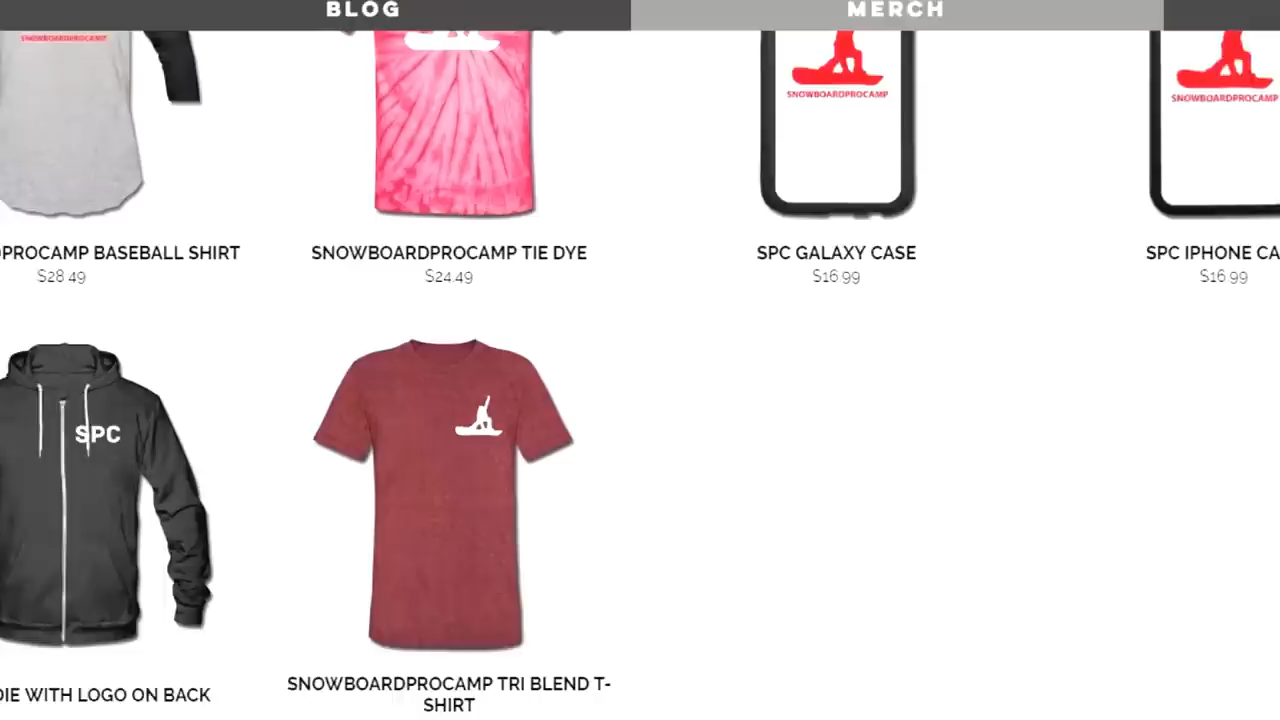 BLOG
MERCH
SNOWBOARDPROCAMP
SNOWBOARDPROCAMP
SNOWBOARDPROCAMP
PROCAMP BASEBALL SHIRT
$28.49
SNOWBOARDPROCAMP TIE DYE
$24.49
SPC GALAXY CASE
$16.99
SPC IPHONE CA
$16.99
SPC
DIE WITH LOGO ON BACK
SNOWBOARDPROCAMP TRI BLEND T-
SHIRT